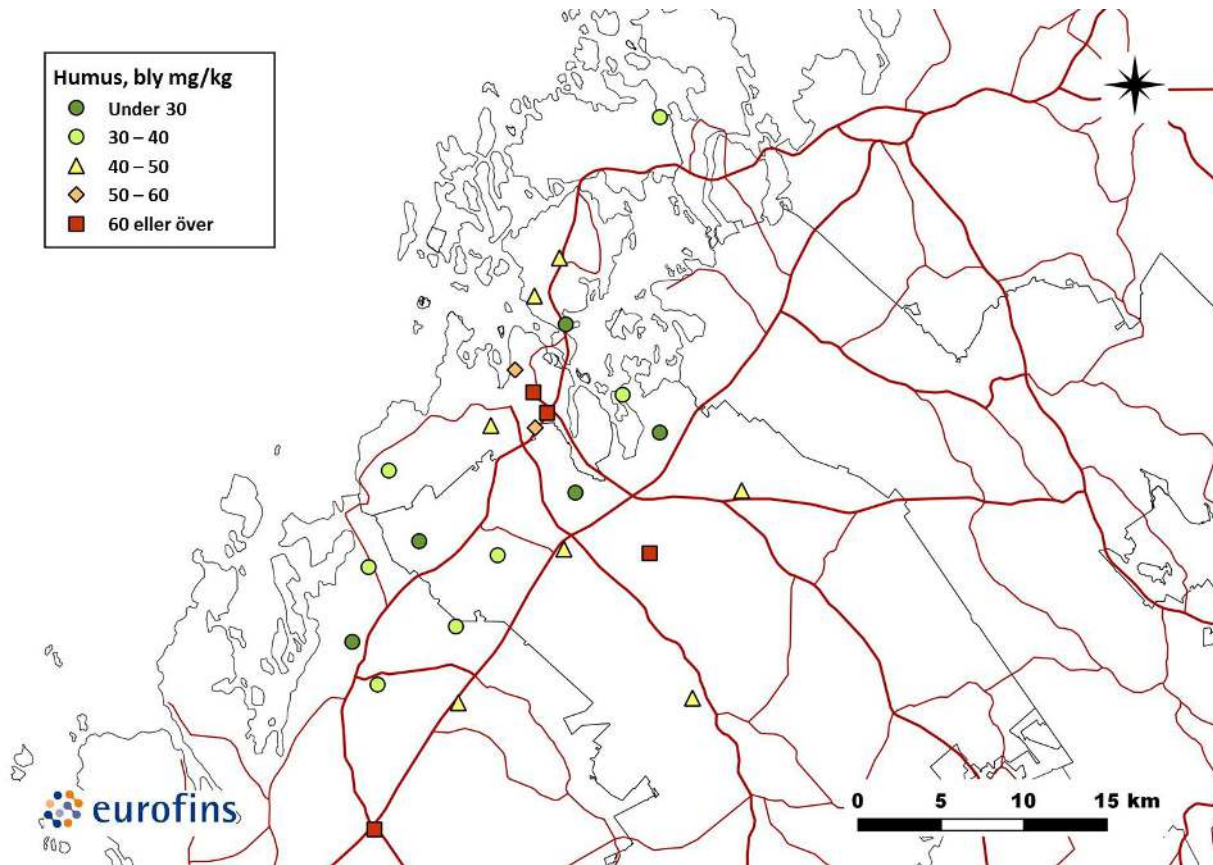 Humus, bly mg/kg
Under 30
30 – 40
40 – 50
50 – 60
60 eller över
eurofins
0 5 10 15 km